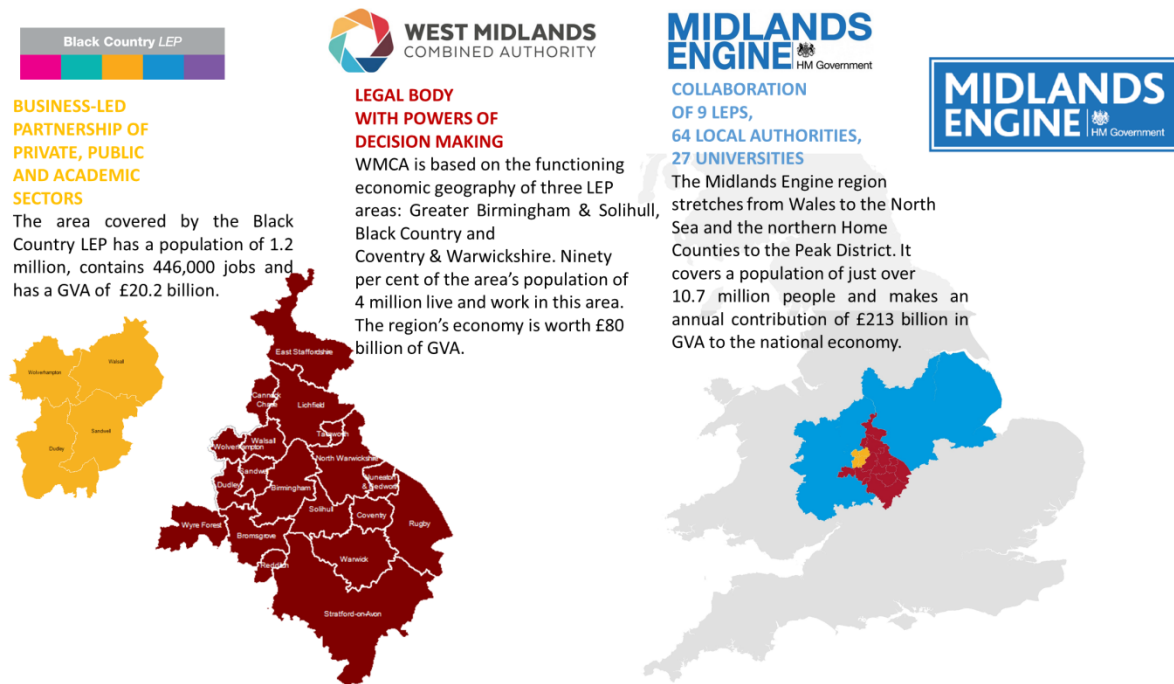 Black Country LEP
BUSINESS-LED
PARTNERSHIP OF
PRIVATE, PUBLIC
AND ACADEMIC
SECTORS
The area covered by the Black
Country LEP has a population of 1.2
million, contains 446,000 jobs and
has a GVA of £20.2 billion.
Wolverhampton
Walsall
Dudley
Sandwell
WEST MIDLANDS
COMBINED AUTHORITY
LEGAL BODY
WITH POWERS OF
DECISION MAKING
WMCA is based on the functioning
economic geography of three LEP
areas: Greater Birmingham & Solihull,
Black Country and
Coventry & Warwickshire. Ninety
per cent of the area's population of
4 million live and work in this area.
The region's economy is worth £80
billion of GVA.
East Staffordshire
Cannock
Chase
Lichfield
Tamworth
Walsall
Wolverhampton
North Warwickshire
Sandwell
Nuneaton
& Bedworth
Dudley
Birmingham
Solihull
Coventry
Rugby
Wyre Forest
Bromsgrove
Redditch
Warwick
Stratford-on-Avon
MIDLANDS
ENGINE
HM Government
COLLABORATION
OF 9 LEPS,
64 LOCAL AUTHORITIES,
27 UNIVERSITIES
The Midlands Engine region
stretches from Wales to the North
Sea and the northern Home
Counties to the Peak District. It
covers a population of just over
10.7 million people and makes an
annual contribution of £213 billion in
GVA to the national economy.
MIDLANDS
ENGINE
HM Government